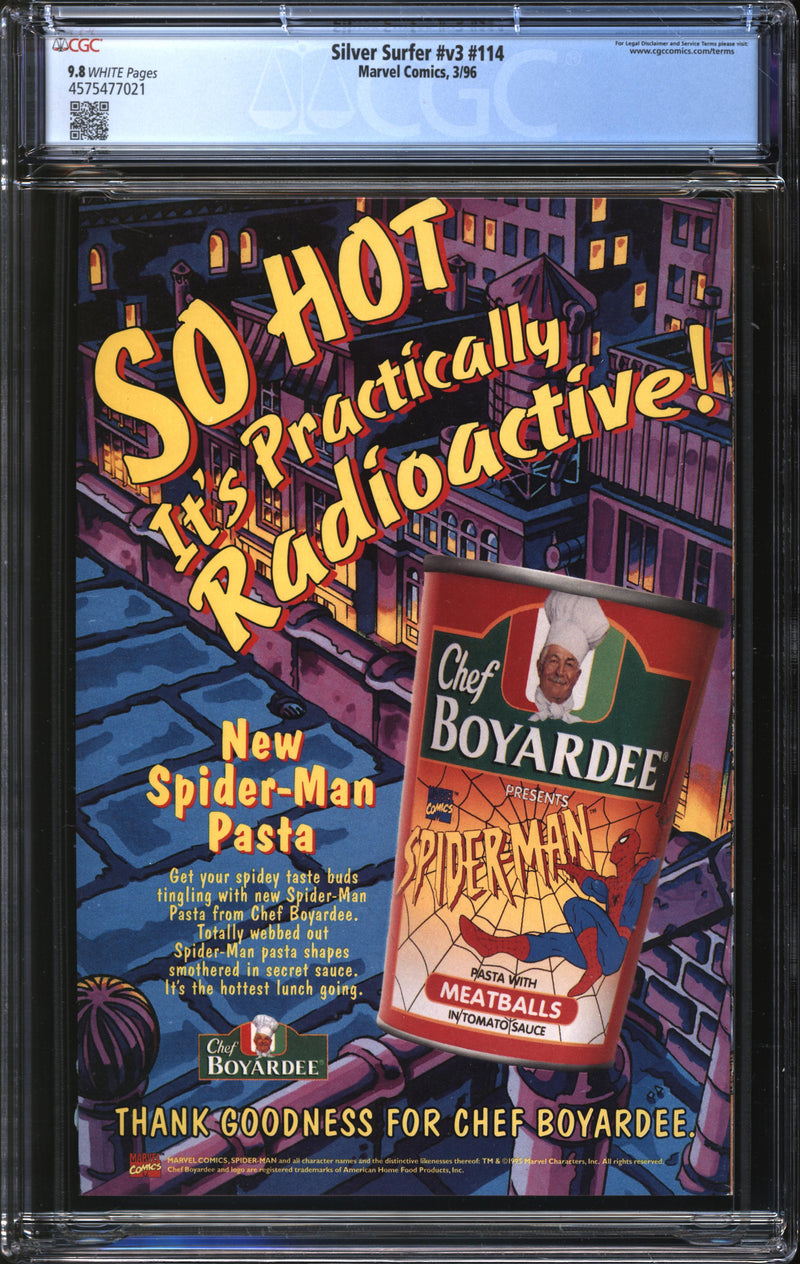 CGC
Silver Surfer #v3 #114
Marvel Comics, 3/96
For Legal Disclaimer and Service Terms please visit:
www.cgccomics.com/terms
9.8 WHITE Pages
4575477021
CGC
SO HOT
It's Practically
Radioactive!
Chef
BOYARDEE®
PRESENTS
MARVEL
COMICS™
SPIDER-MAN™
PASTA WITH
MEATBALLS
IN TOMATO SAUCE
New
Spider-Man
Pasta
Get your spidey taste buds
tingling with new Spider-Man
Pasta from Chef Boyardee.
Totally webbed out
Spider-Man pasta shapes
smothered in secret sauce.
It's the hottest lunch going.
Chef
BOYARDEE®
THANK GOODNESS FOR CHEF BOYARDEE.
MARVEL
COMICS
MARVEL COMICS, SPIDER-MAN and all character names and the distinctive likenesses thereof: TM & ©1995 Marvel Characters, Inc. All rights reserved.
Chef Boyardee and logo are registered trademarks of American Home Food Products, Inc.